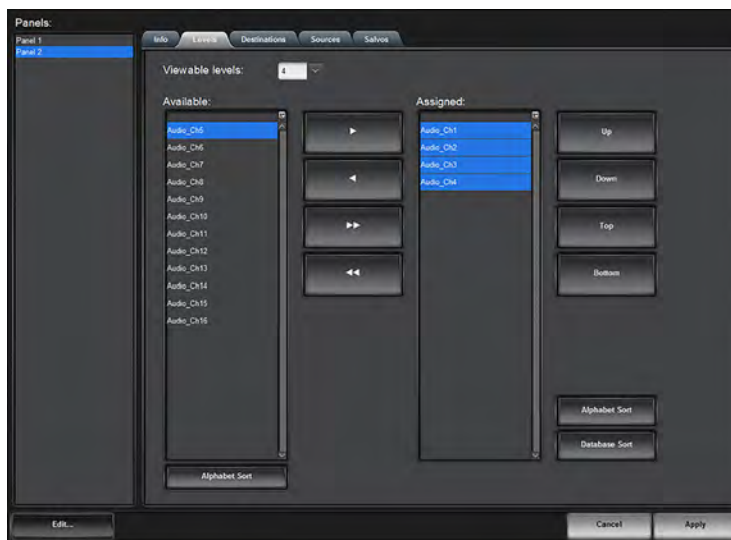 Panels:
Panel 1
Panel 2
Info
Levels
Destinations
Sources
Salvos
Viewable levels:
4
Available:
Audio_Ch5
Audio_Ch6
Audio_Ch7
Audio_Ch8
Audio_Ch9
Audio_Ch10
Audio_Ch11
Audio_Ch12
Audio_Ch13
Audio_Ch14
Audio_Ch15
Audio_Ch16
Alphabet Sort
Assigned:
Audio_Ch1
Audio_Ch2
Audio_Ch3
Audio_Ch4
Up
Down
Top
Bottom
Alphabet Sort
Database Sort
Edit...
Cancel
Apply